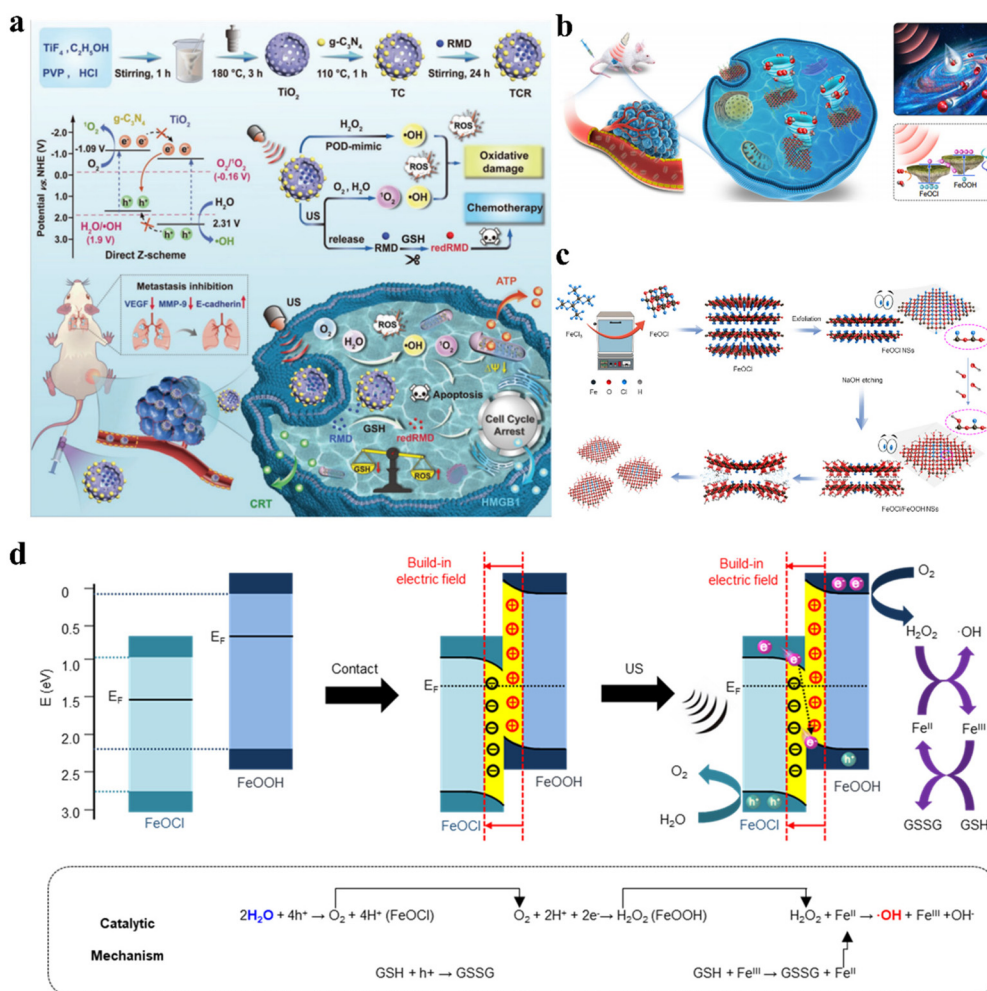 a
TiF4 , C2H5OH
PVP , HCl
Stirring, 1 h
180 °C, 3 h
TiO2
g-C3N4
110 °C, 1 h
TC
RMD
Stirring, 24 h
TCR
Potential vs NHE (V)
-2.0
-1.0
0.0
1.0
2.0
3.0
1O2
O2
g-C3N4
-1.09 V
TiO2
e- e-
e- e-
h+ h+
h+ h+
O2/1O2
(-0.16 V)
H2O
2.31 V
•OH
H2O/•OH
(1.9 V)
Direct Z-scheme
H2O2
POD-mimic
•OH
ROS
ROS
Oxidative
damage
O2 , H2O
1O2
•OH
US
Chemotherapy
release
RMD
GSH
redRMD
Metastasis inhibition
VEGF
MMP-9
E-cadherin
US
ATP
O2
H2O
ROS
•OH
1O2
Apoptosis
Cell Cycle
Arrest
RMD
GSH
redRMD
GSH
ROS
CRT
HMGB1
b
FeOCl
FeOOH
c
FeCl3
FeOCl
Fe O Cl H
FeOCl
Exfoliation
FeOCl NSs
NaOH etching
FeOCl/FeOOH NSs
d
E (eV)
0
0.5
1.0
1.5
2.0
2.5
3.0
EF
EF
FeOCl
FeOOH
Contact
Build-in
electric field
EF
FeOCl
FeOOH
US
Build-in
electric field
EF
e-
e-
e-
e- e-
h+
h+ h+
O2
H2O
FeOCl
FeOOH
O2
H2O2
·OH
FeII
FeIII
GSSG
GSH
Catalytic
Mechanism
2H2O + 4h+ → O2 + 4H+ (FeOCl)
O2 + 2H+ + 2e- → H2O2 (FeOOH)
H2O2 + FeII → ·OH + FeIII +OH-
GSH + h+ → GSSG
GSH + FeIII → GSSG + FeII